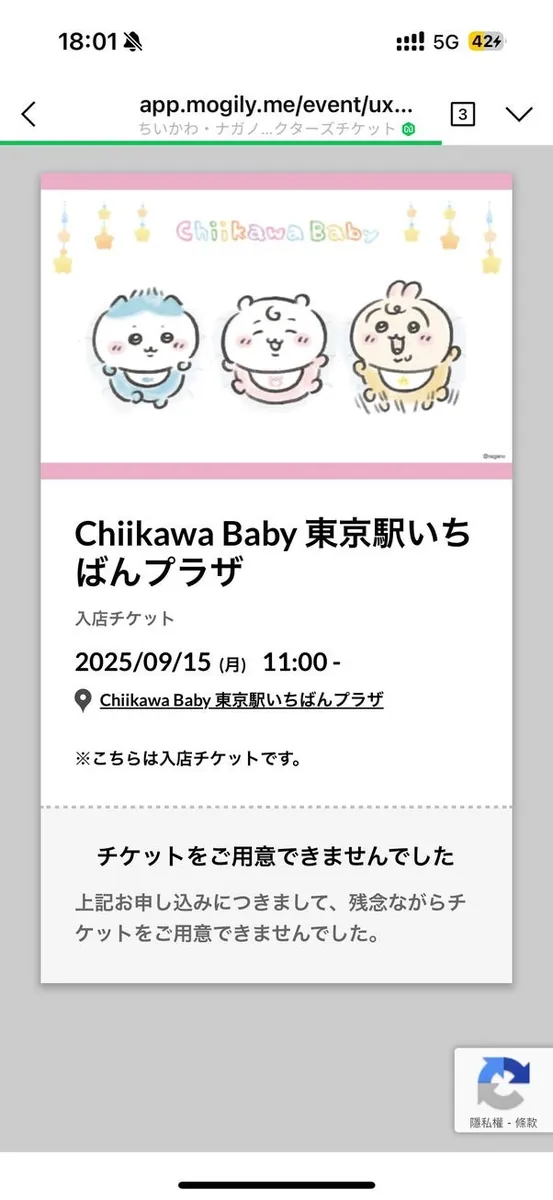 18:01
5G
42
app.mogily.me/event/ux...
ちいかわ・ナガノ...クターズチケット
3
Chiikawa Baby
©nagano
Chiikawa Baby 東京駅いち
ばんプラザ
入店チケット
2025/09/15 (月) 11:00 -
Chiikawa Baby 東京駅いちばんプラザ
※こちらは入店チケットです。
チケットをご用意できませんでした
上記お申し込みにつきまして、残念ながらチ
ケットをご用意できませんでした。
隱私權 - 條款